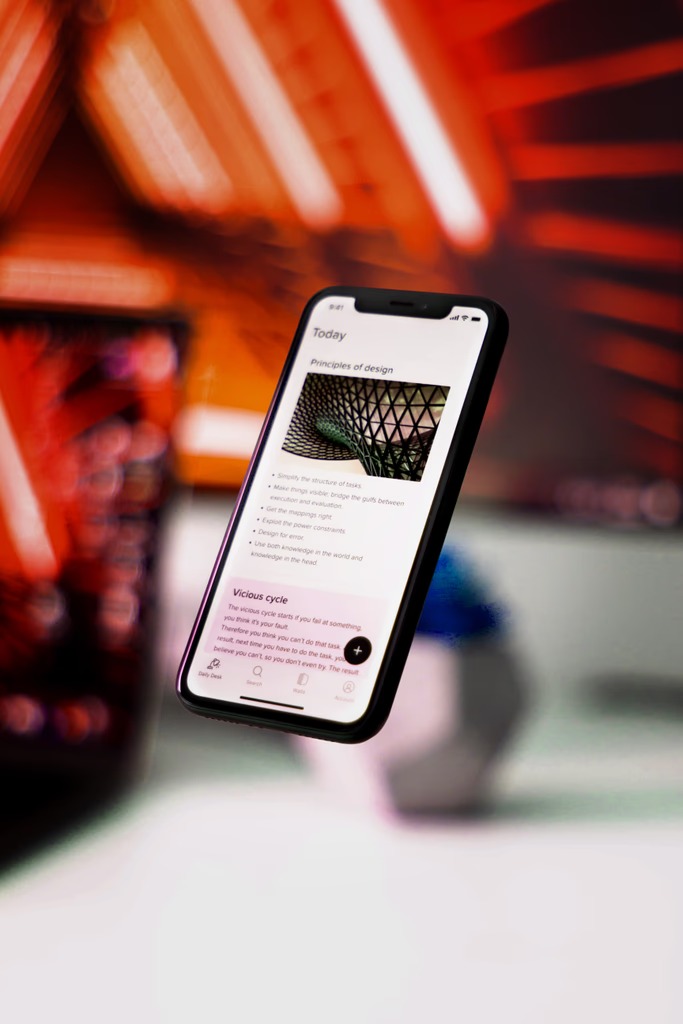 9:41
Today
Principles of design
• Simplify the structure of tasks.
• Make things visible: bridge the gulfs between
execution and evaluation.
• Get the mappings right
• Exploit the power constraints
• Design for error.
• Use both knowledge in the world and
knowledge in the head.
Vicious cycle
The vicious cycle starts if you fail at something,
you think it's your fault.
Therefore you think you can't do that task.
result, next time you have to do the task, you
believe you can't, so you don't even try. The result
Daily Desk
Search
Account